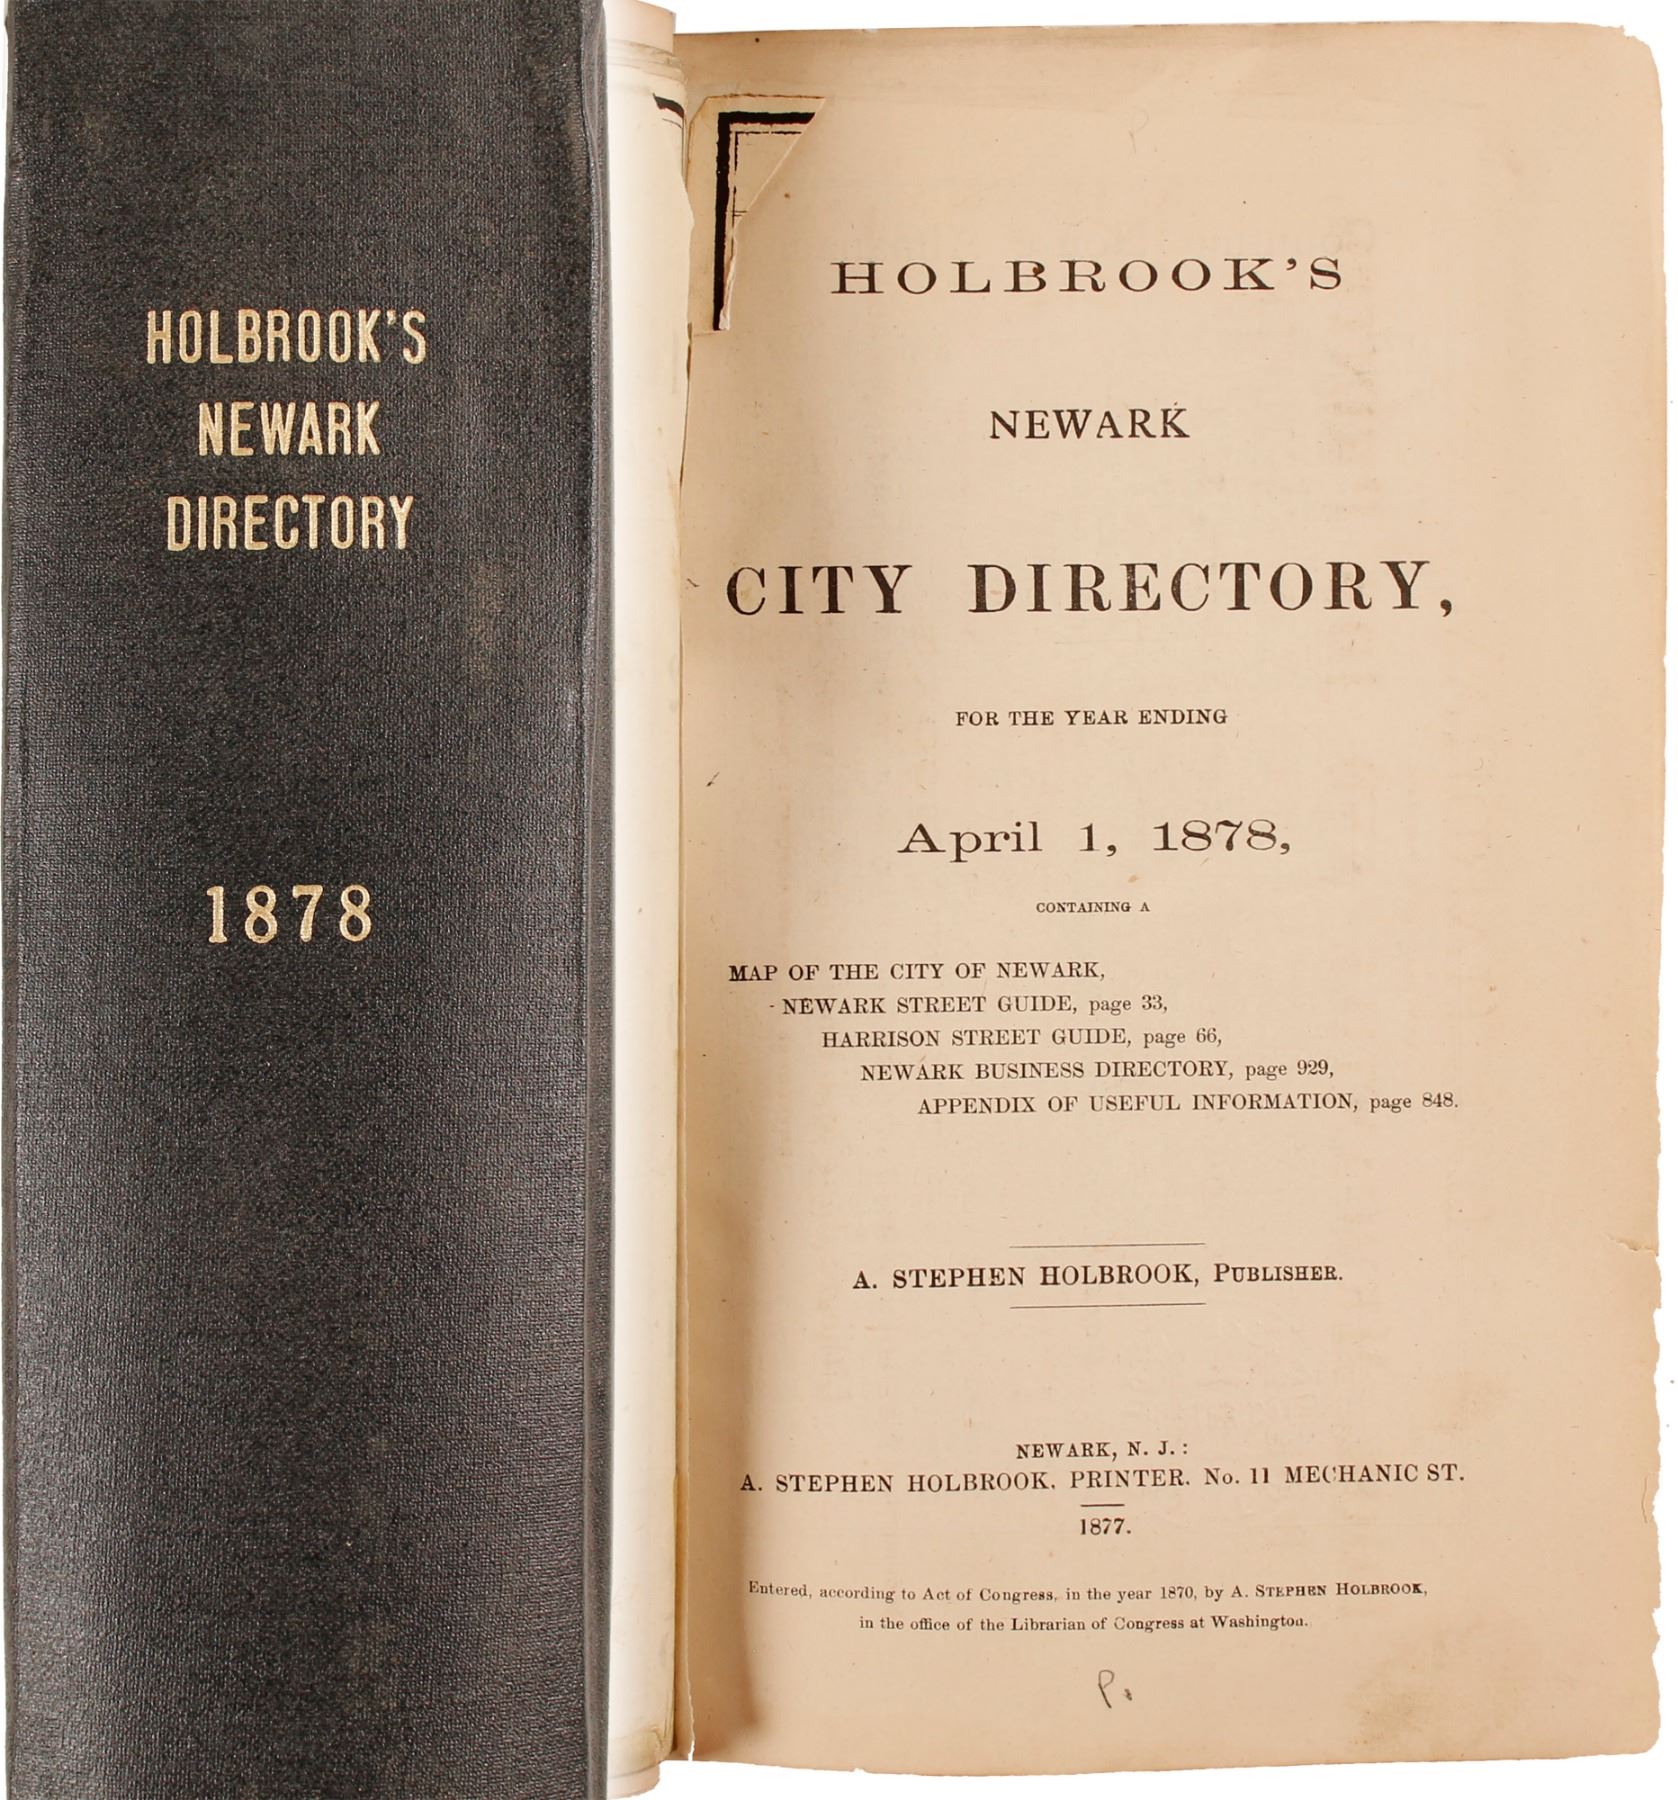 HOLBROOK'S
NEWARK
DIRECTORY
1878
HOLBROOK'S
NEWARK
CITY DIRECTORY,
FOR THE YEAR ENDING
April 1, 1878,
CONTAINING A
MAP OF THE CITY OF NEWARK,
NEWARK STREET GUIDE, page 33,
HARRISON STREET GUIDE, page 66,
NEWARK BUSINESS DIRECTORY, page 929,
APPENDIX OF USEFUL INFORMATION, page 848.
A. STEPHEN HOLBROOK, PUBLISHER.
NEWARK, N. J.:
A. STEPHEN HOLBROOK, PRINTER. No. 11 MECHANIC ST.
1877.
Entered, according to Act of Congress, in the year 1870, by A. STEPHEN HOLBROOK,
in the office of the Librarian of Congress at Washington.
P.